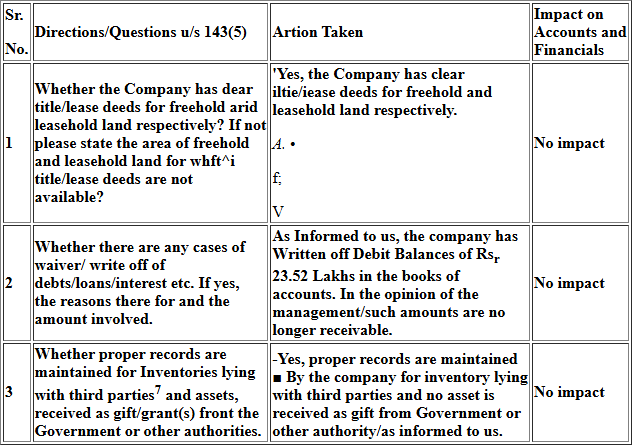 Sr.
No.
Directions/Questions u/s 143(5)
Artion Taken
Impact on
Accounts and
Financials
1
Whether the Company has dear
title/lease deeds for freehold arid
leasehold land respectively? If not
please state the area of freehold
and leasehold land for whft^i
title/lease deeds are not
available?
'Yes, the Company has clear
iltie/iease deeds for freehold and
leasehold land respectively.
A. •
f;
V
No impact
2
Whether there are any cases of
waiver/ write off of
debts/loans/interest etc. If yes,
the reasons there for and the
amount involved.
As Informed to us, the company has
Written off Debit Balances of Rsr
23.52 Lakhs in the books of
accounts. In the opinion of the
management/such amounts are no
longer receivable.
No impact
3
Whether proper records are
maintained for Inventories lying
with third parties7 and assets,
received as gift/grant(s) front the
Government or other authorities.
-Yes, proper records are maintained
■ By the company for inventory lying
with third parties and no asset is
received as gift from Government or
other authority/as informed to us.
No impact